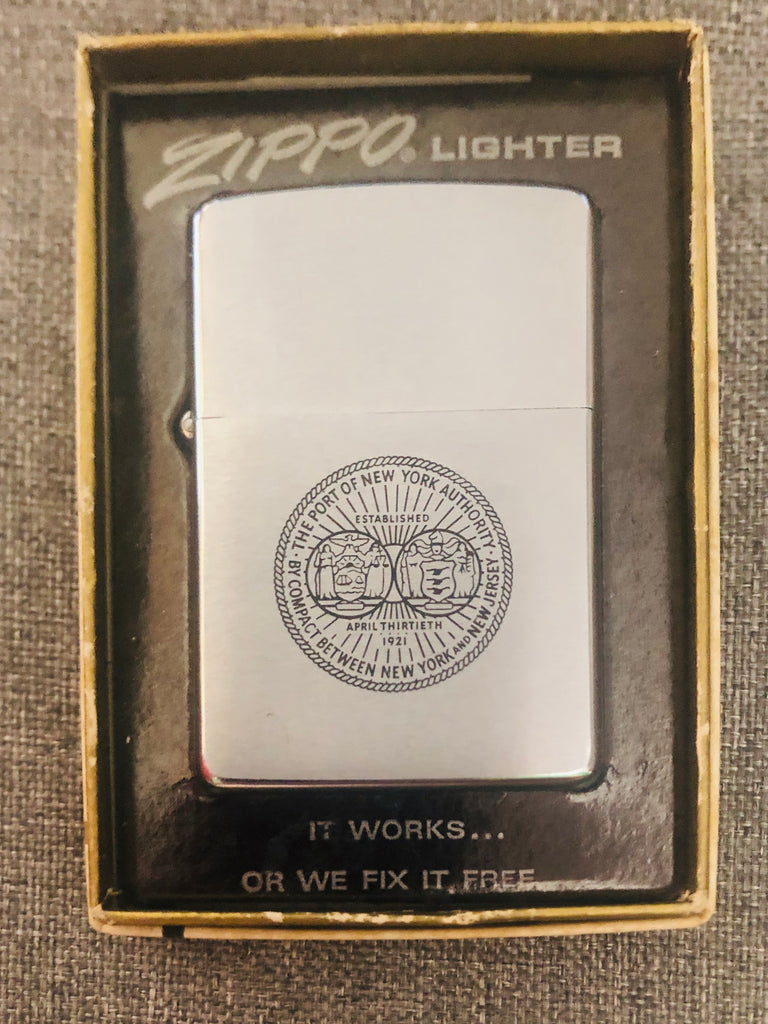 ZIPPO® LIGHTER
· THE PORT OF NEW YORK AUTHORITY ·
ESTABLISHED
APRIL THIRTIETH
1921
BY COMPACT BETWEEN NEW YORK AND NEW JERSEY
IT WORKS...
OR WE FIX IT FREE